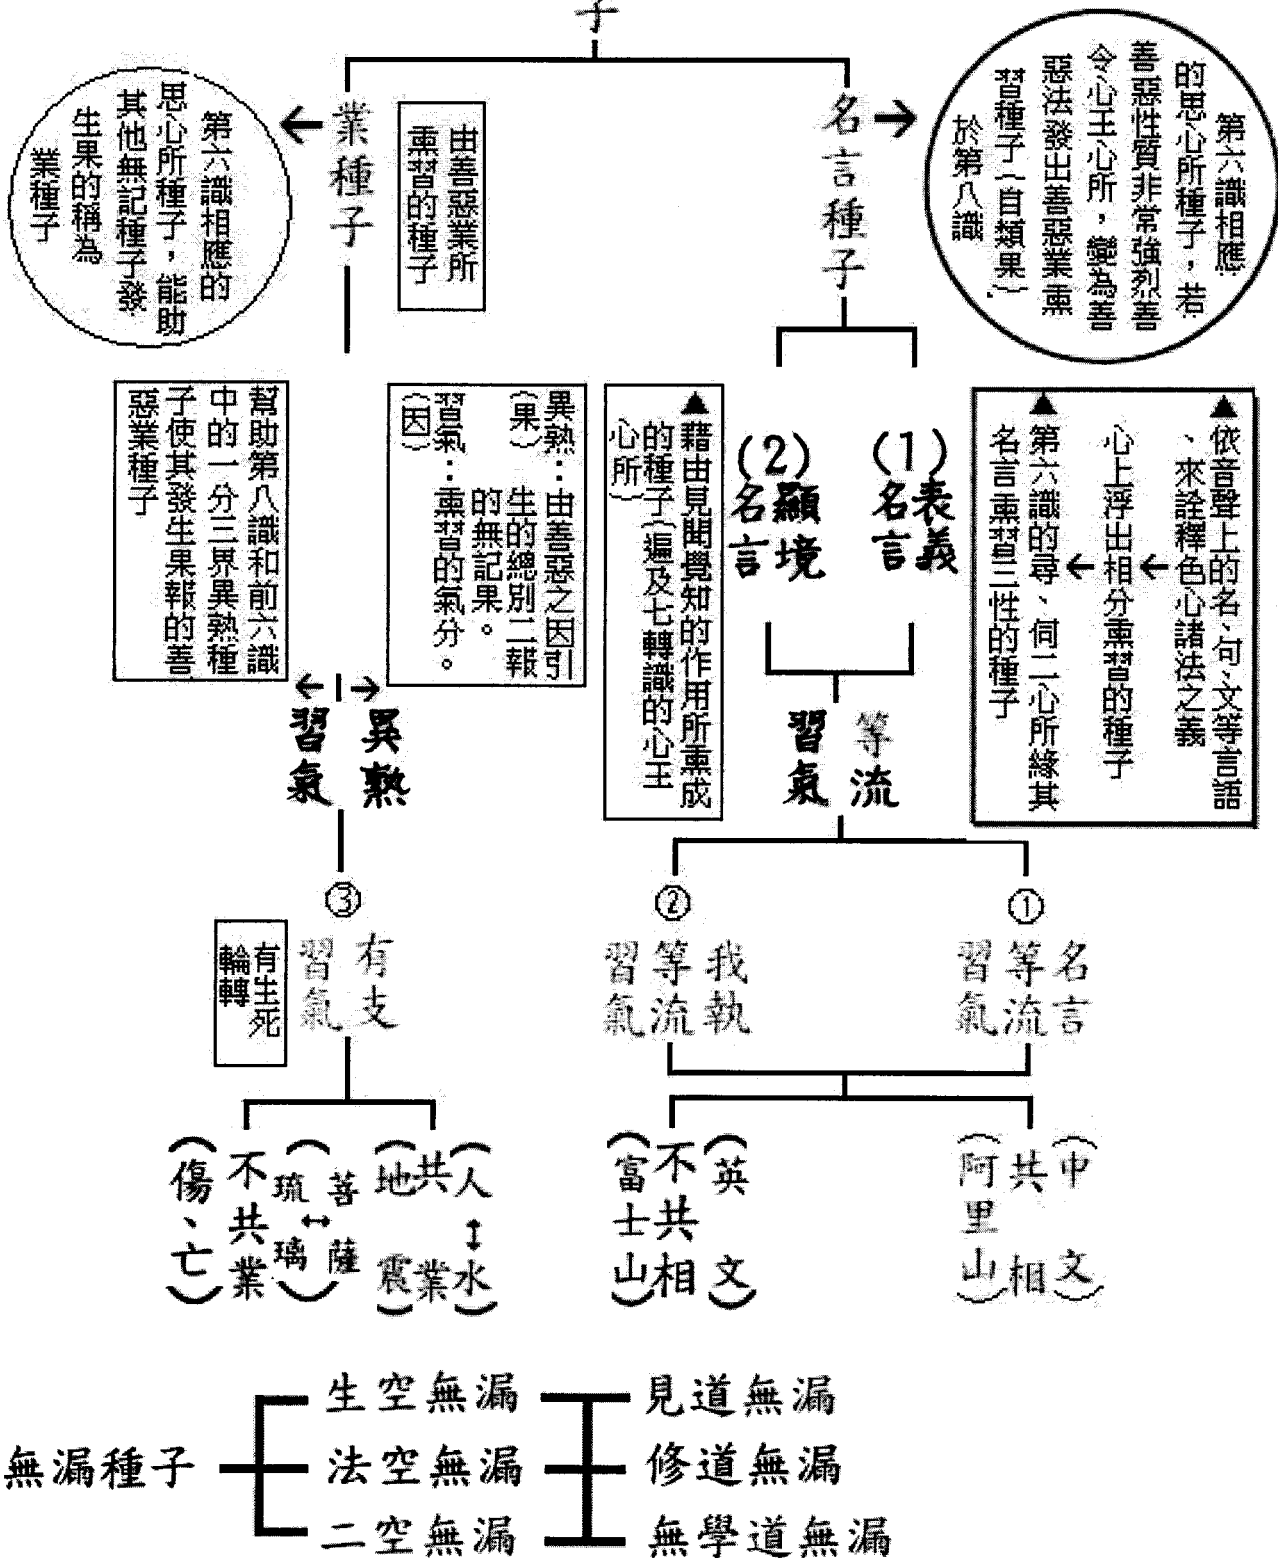 子
第六識相應
的思心所種子，若
善惡性質非常強烈善
令心王心所，變為善
惡法發出善惡業熏
習種子（自類果）
於第八識
名言種子
由善惡業所
熏習的種子
業種子
第六識相應的
思心所種子，能助
其他無記種子發
生果的稱為
業種子
▲依音聲上的名、句、文等言語
、來詮釋色心諸法之義
心上浮出相分熏習的種子
▲第六識的尋、伺二心所緣其
名言熏習三性的種子
(1)
表義
名言
(2)
顯境
名言
▲藉由見聞覺知的作用所熏成
的種子（遍及七轉識的心王
心所）
異熟：由善惡之因引
（果）生的總別二報
的無記果。
習氣：熏習的氣分。
（因）
幫助第八識和前六識
中的一分三界異熟種
子使其發生果報的善
惡業種子
等流
習氣
異熟
習氣
①
名言
等流
習氣
②
我執
等流
習氣
③
有支
習氣
有生死
輪轉
（中文）
共相
（阿里山）
（英文）
不共相
（富士山）
（人↔水）
共業
（地震）
菩薩
↔
（琉璃）
不共業
（傷、亡）
無漏種子
生空無漏 見道無漏
法空無漏 修道無漏
二空無漏 無學道無漏